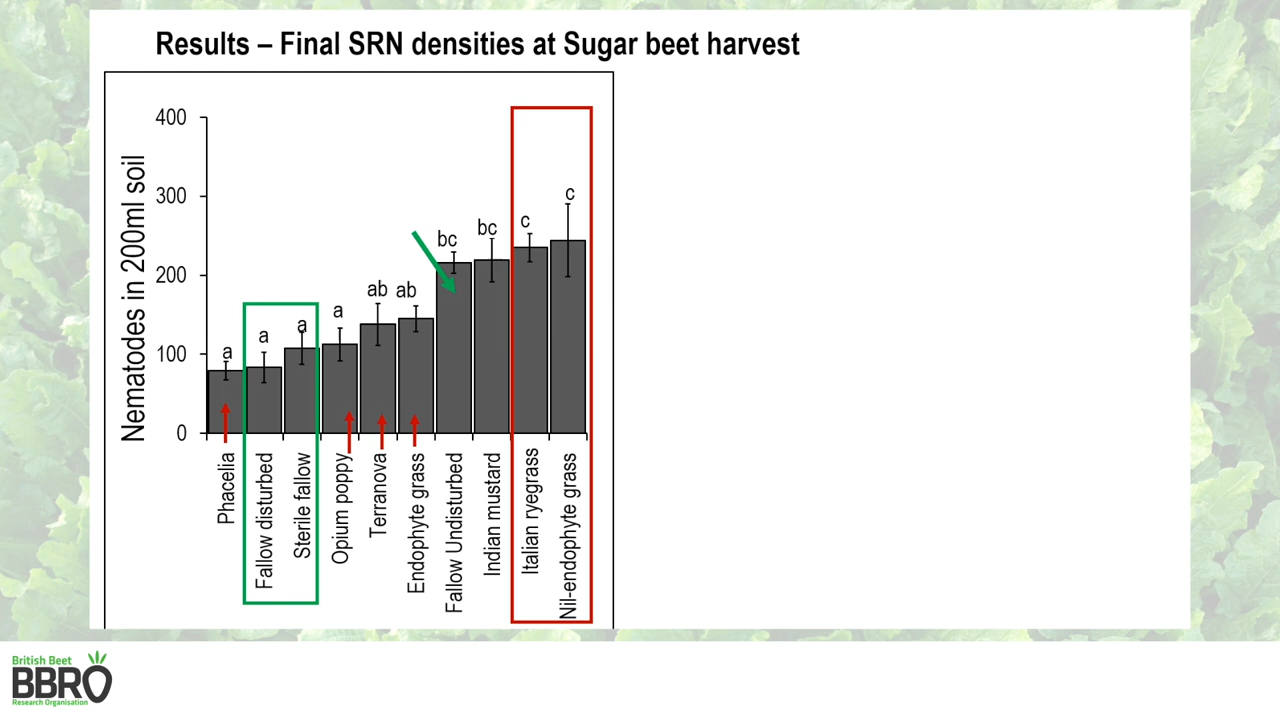 Results – Final SRN densities at Sugar beet harvest
Nematodes in 200ml soil
400
300
200
100
0
a
a
a
a
ab
ab
bc
bc
c
c
Phacelia
Fallow disturbed
Sterile fallow
Opium poppy
Terranova
Endophyte grass
Fallow Undisturbed
Indian mustard
Italian ryegrass
Nil-endophyte grass
British Beet
BBRO
Research Organisation